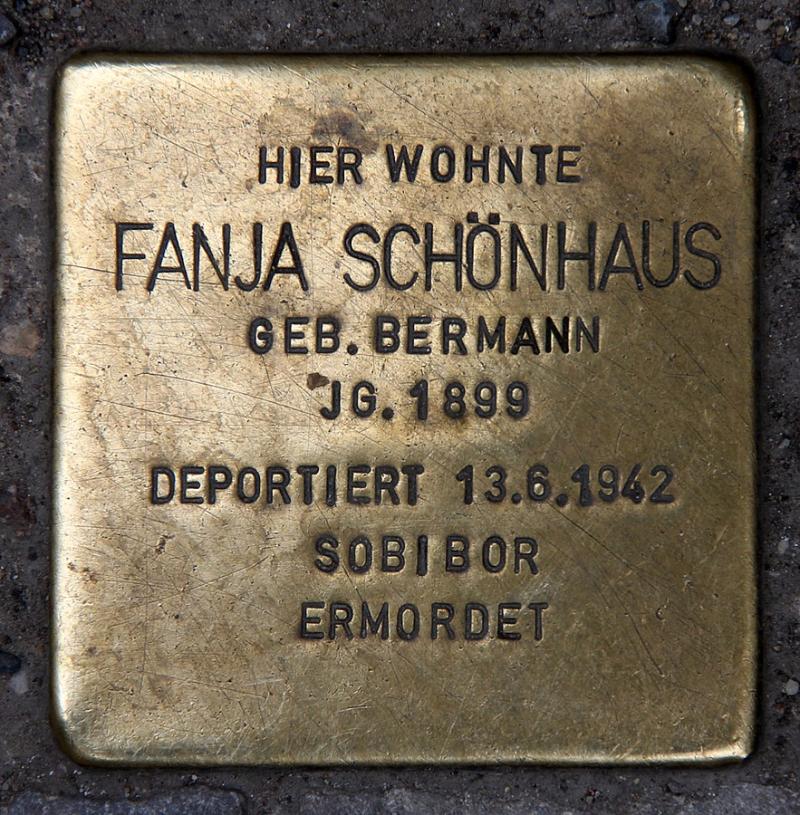 HIER WOHNTE
FANJA SCHÖNHAUS
GEB. BERMANN
JG. 1899
DEPORTIERT 13.6.1942
SOBIBOR
ERMORDET